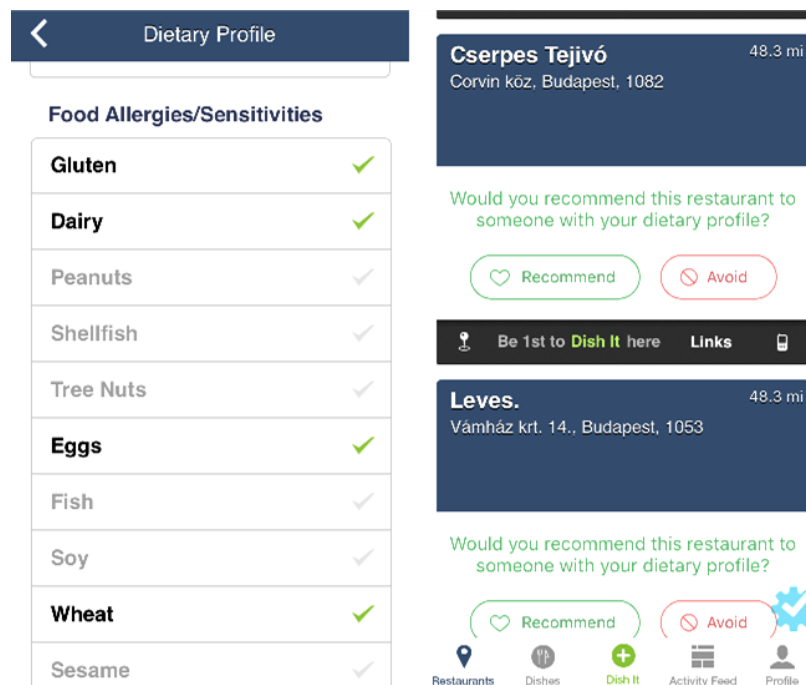 Dietary Profile
Food Allergies/Sensitivities
Gluten
Dairy
Peanuts
Shellfish
Tree Nuts
Eggs
Fish
Soy
Wheat
Sesame
Cserpes Tejivó 48.3 mi
Corvin köz, Budapest, 1082
Would you recommend this restaurant to
someone with your dietary profile?
Recommend Avoid
Be 1st to Dish It here Links
Leves. 48.3 mi
Vámház krt. 14., Budapest, 1053
Would you recommend this restaurant to
someone with your dietary profile?
Recommend Avoid
Restaurants Dishes Dish It Activity Feed Profile